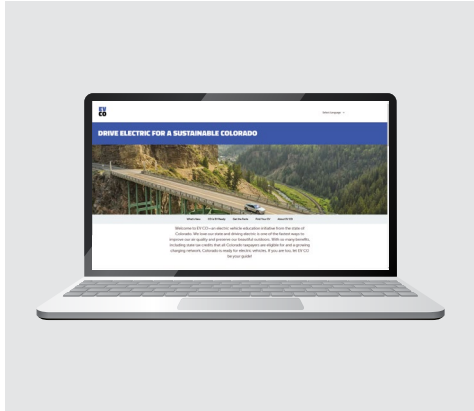 EV
CO
Select Language
DRIVE ELECTRIC FOR A SUSTAINABLE COLORADO
Welcome to EV CO—an electric vehicle education initiative from the state of
Colorado. We love our state and driving electric is one of the fastest ways to
improve our air quality and preserve our beautiful outdoors. With so many benefits,
including state tax credits that all Colorado taxpayers are eligible for and a growing
charging network, Colorado is ready for electric vehicles. If you are too, let EV CO
be your guide!